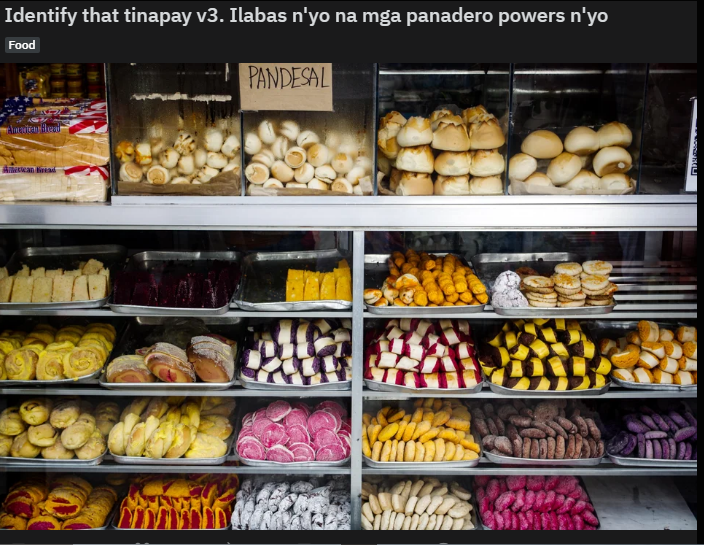 Identify that tinapay v3. Ilabas n'yo na mga panadero powers n'yo
Food
PANDESAL
American Bread
American Bread